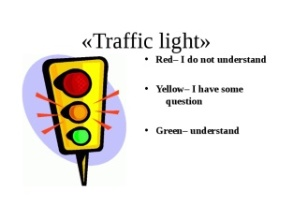 «Traffic light»
• Red– I do not understand
• Yellow– I have some
question
• Green– understand